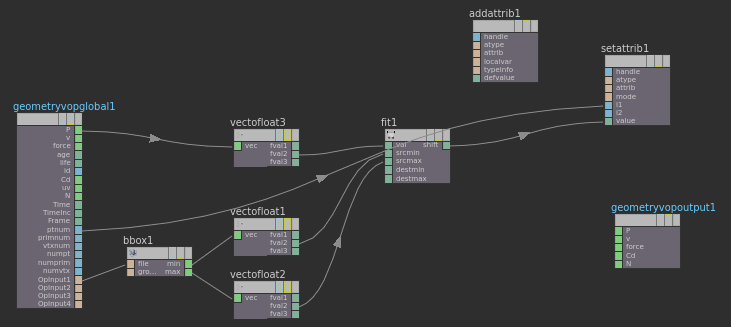 addattrib1
handle
atype
attrib
localvar
typeinfo
defvalue
setattrib1
handle
atype
attrib
mode
i1
i2
value
geometryvopglobal1
P
v
force
age
life
id
Cd
uv
N
Time
TimeInc
Frame
ptnum
primnum
vtxnum
numpt
numprim
numvtx
OpInput1
OpInput2
OpInput3
OpInput4
vectofloat3
vec fval1
fval2
fval3
fit1
val shift
srcmin
srcmax
destmin
destmax
vectofloat1
vec fval1
fval2
fval3
bbox1
file min
gro... max
vectofloat2
vec fval1
fval2
fval3
geometryvopoutput1
P
v
force
Cd
N